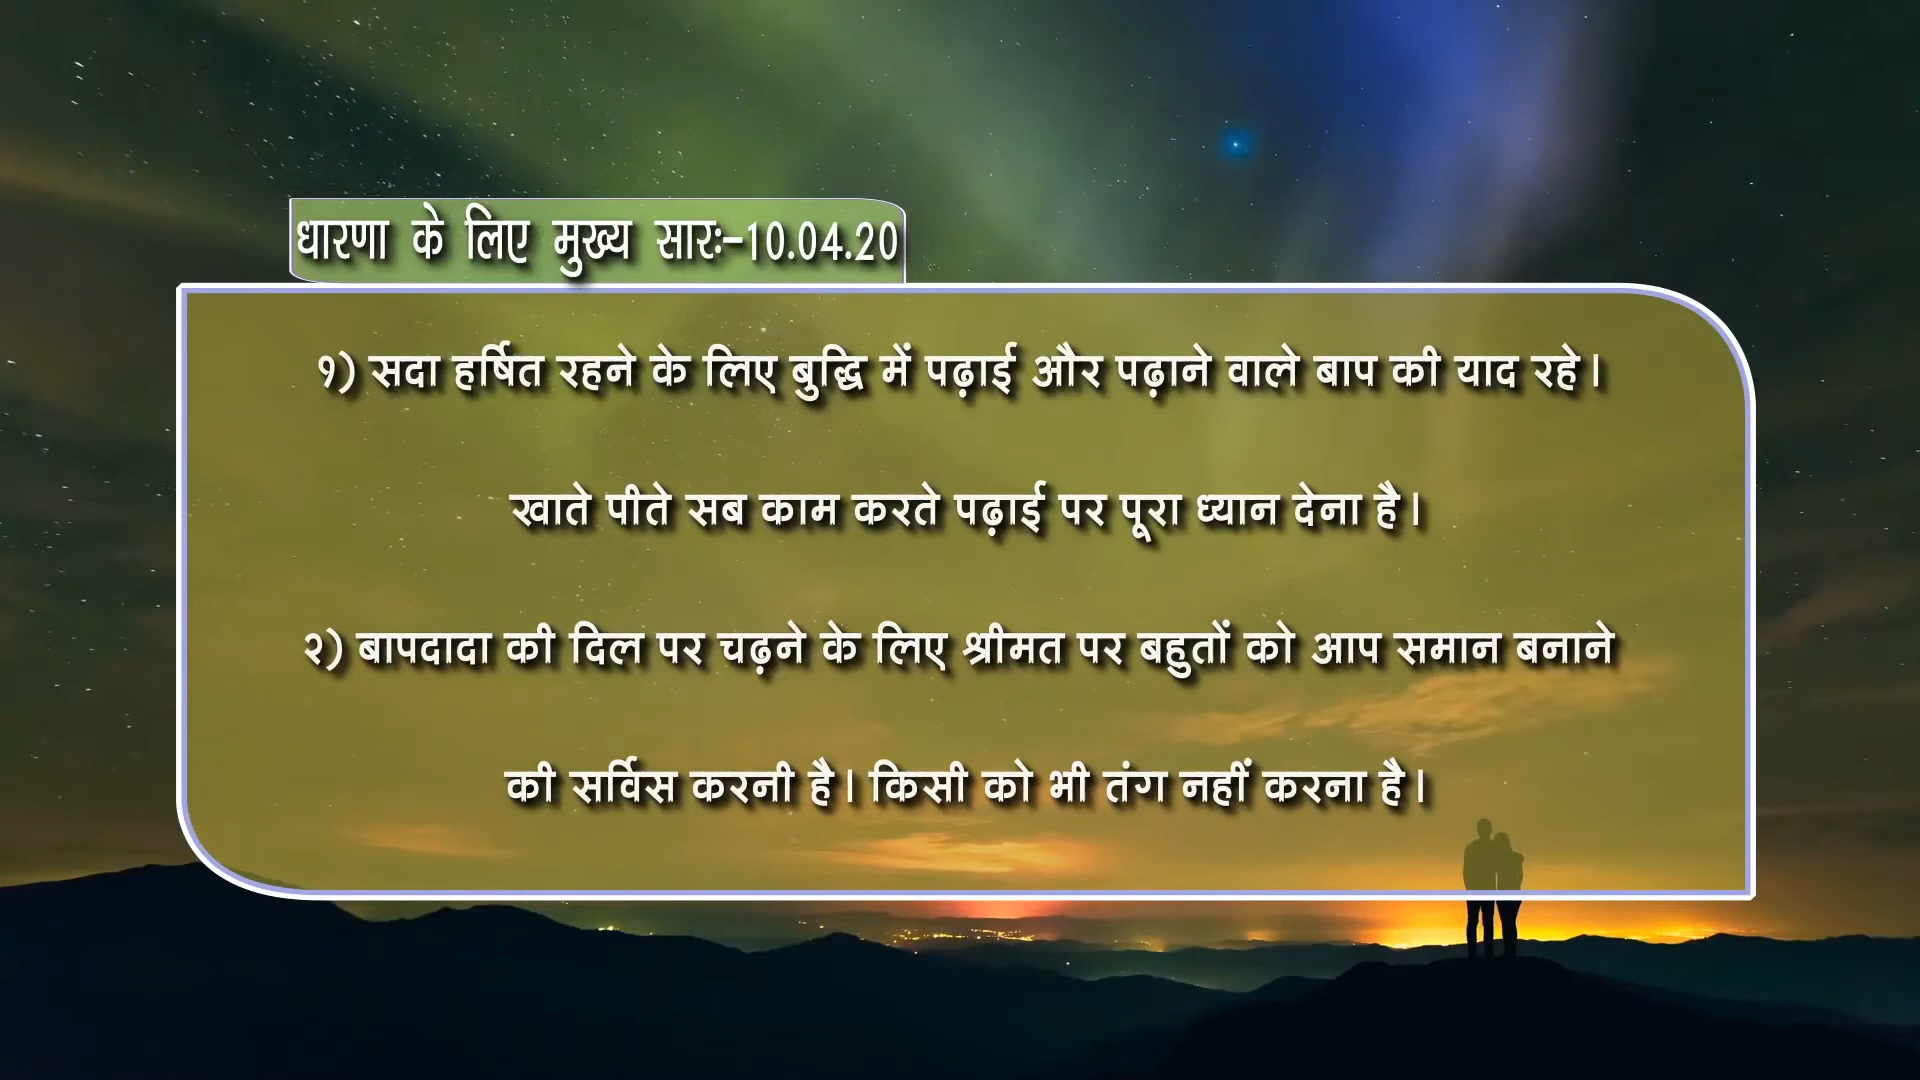 धारणा के लिए मुख्य सारः-10.04.20
१) सदा हर्षित रहने के लिए बुद्धि में पढ़ाई और पढ़ाने वाले बाप की याद रहे।
खाते पीते सब काम करते पढ़ाई पर पूरा ध्यान देना है।
२) बापदादा की दिल पर चढ़ने के लिए श्रीमत पर बहुतों को आप समान बनाने
की सर्विस करनी है। किसी को भी तंग नहीं करना है।